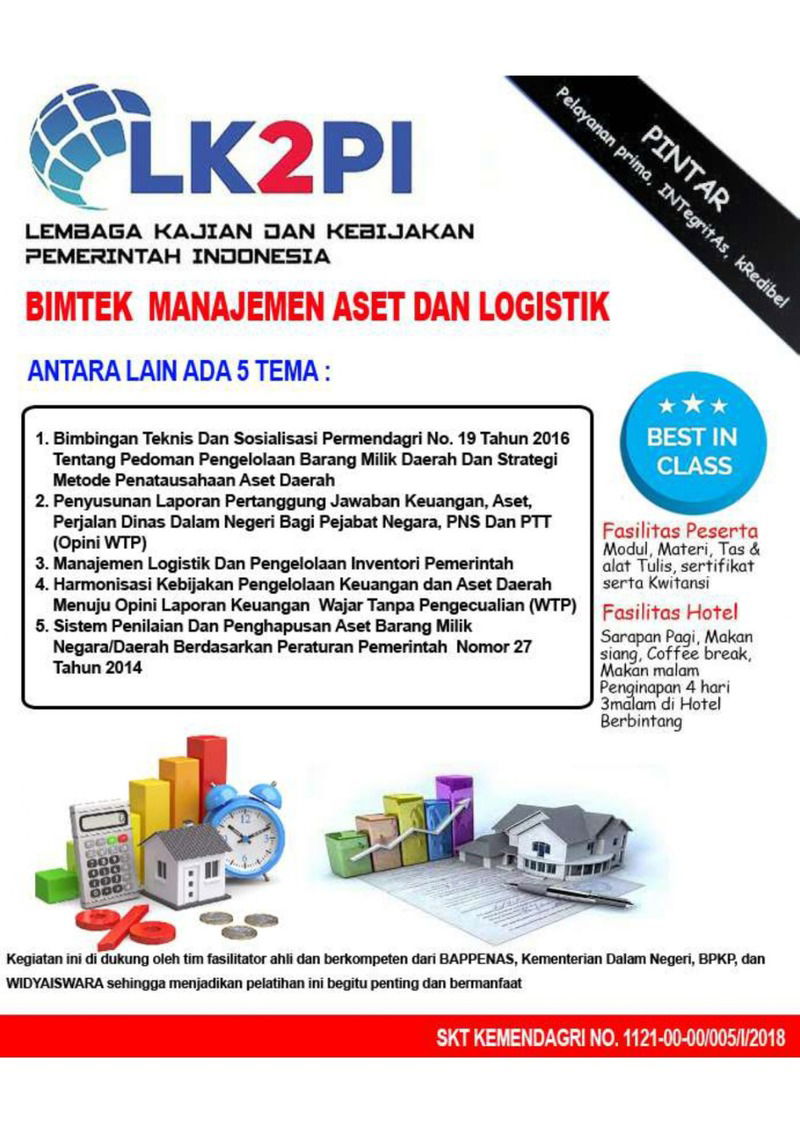 LK2PI
LEMBAGA KAJIAN DAN KEBIJAKAN
PEMERINTAH INDONESIA
PINTAR
Pelayanan prima, INTegritAs, kRedibel
BIMTEK MANAJEMEN ASET DAN LOGISTIK
ANTARA LAIN ADA 5 TEMA :
1. Bimbingan Teknis Dan Sosialisasi Permendagri No. 19 Tahun 2016
Tentang Pedoman Pengelolaan Barang Milik Daerah Dan Strategi
Metode Penatausahaan Aset Daerah
2. Penyusunan Laporan Pertanggung Jawaban Keuangan, Aset,
Perjalan Dinas Dalam Negeri Bagi Pejabat Negara, PNS Dan PTT
(Opini WTP)
3. Manajemen Logistik Dan Pengelolaan Inventori Pemerintah
4. Harmonisasi Kebijakan Pengelolaan Keuangan dan Aset Daerah
Menuju Opini Laporan Keuangan Wajar Tanpa Pengecualian (WTP)
5. Sistem Penilaian Dan Penghapusan Aset Barang Milik
Negara/Daerah Berdasarkan Peraturan Pemerintah Nomor 27
Tahun 2014
BEST IN
CLASS
Fasilitas Peserta
Modul, Materi, Tas &
alat Tulis, sertifikat
serta Kwitansi
Fasilitas Hotel
Sarapan Pagi, Makan
siang, Coffee break,
Makan malam
Penginapan 4 hari
3malam di Hotel
Berbintang
Kegiatan ini di dukung oleh tim fasilitator ahli dan berkompeten dari BAPPENAS, Kementerian Dalam Negeri, BPKP, dan
WIDYAISWARA sehingga menjadikan pelatihan ini begitu penting dan bermanfaat
SKT KEMENDAGRI NO. 1121-00-00/005/I/2018